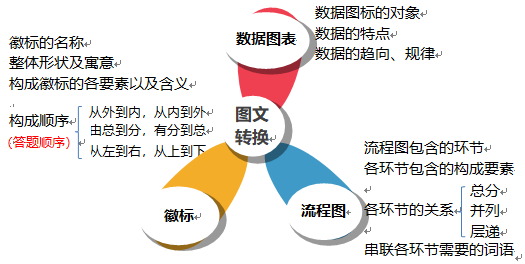 数据图表
数据图标的对象
数据的特点
数据的趋向、规律
徽标的名称
整体形状及寓意
构成徽标的各要素以及含义
构成顺序
(答题顺序)
从外到内，从内到外
由总到分，有分到总
从左到右，从上到下
图文
转换
徽标
流程图
流程图包含的环节
各环节包含的构成要素
各环节的关系
总分
并列
层递
串联各环节需要的词语